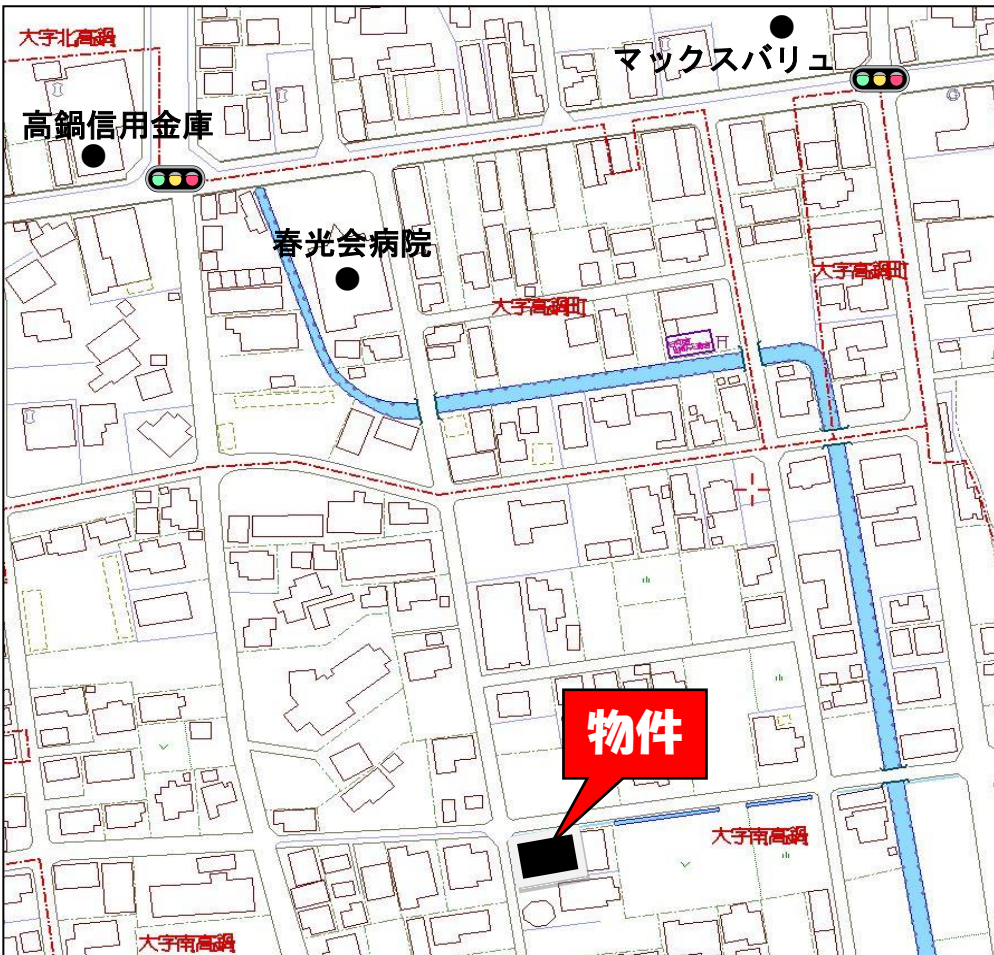 大字北高鍋
マックスバリュ
高鍋信用金庫
春光会病院
大字高鍋町
大字高鍋町
物件
大字南高鍋
大字南高鍋